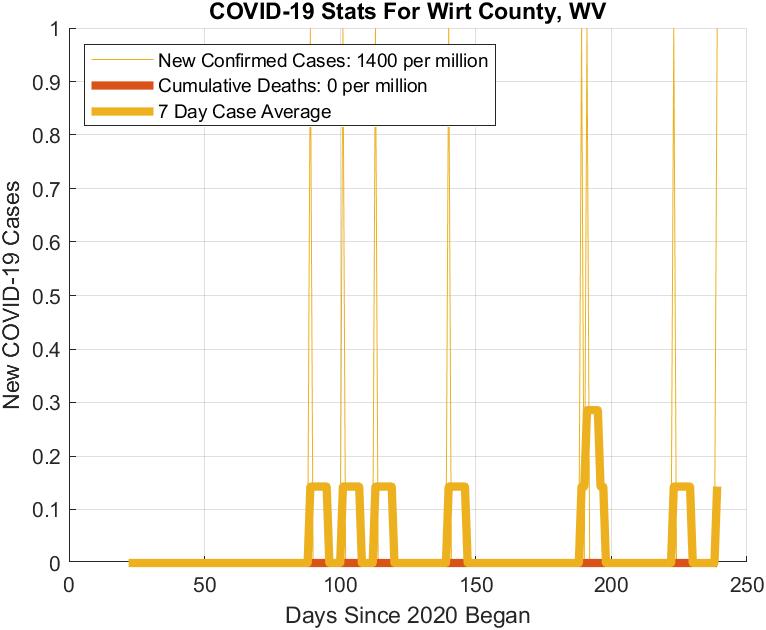 COVID-19 Stats For Wirt County, WV
New Confirmed Cases: 1400 per million
Cumulative Deaths: 0 per million
7 Day Case Average
New COVID-19 Cases
1
0.9
0.8
0.7
0.6
0.5
0.4
0.3
0.2
0.1
0
0 50 100 150 200 250
Days Since 2020 Began